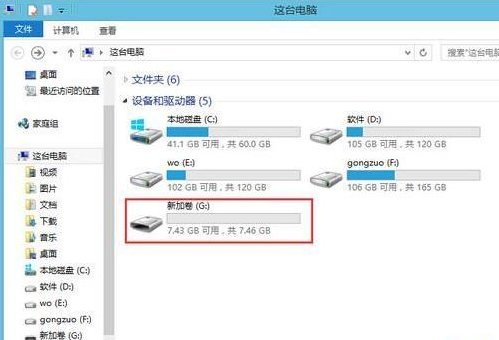 这台电脑
文件 计算机 查看
这台电脑 搜索"这台电脑
桌面
最近访问的位置
家庭组
这台电脑
视频
图片
文档
下载
音乐
桌面
本地磁盘 (C:)
软件 (D:)
wo (E:)
gongzuo (F:)
新加卷 (G:)
文件夹 (6)
设备和驱动器 (5)
本地磁盘 (C:)
41.1 GB 可用，共 60.0 GB
软件 (D:)
105 GB 可用，共 120 GB
wo (E:)
102 GB 可用，共 120 GB
gongzuo (F:)
106 GB 可用，共 165 GB
新加卷 (G:)
7.43 GB 可用，共 7.46 GB